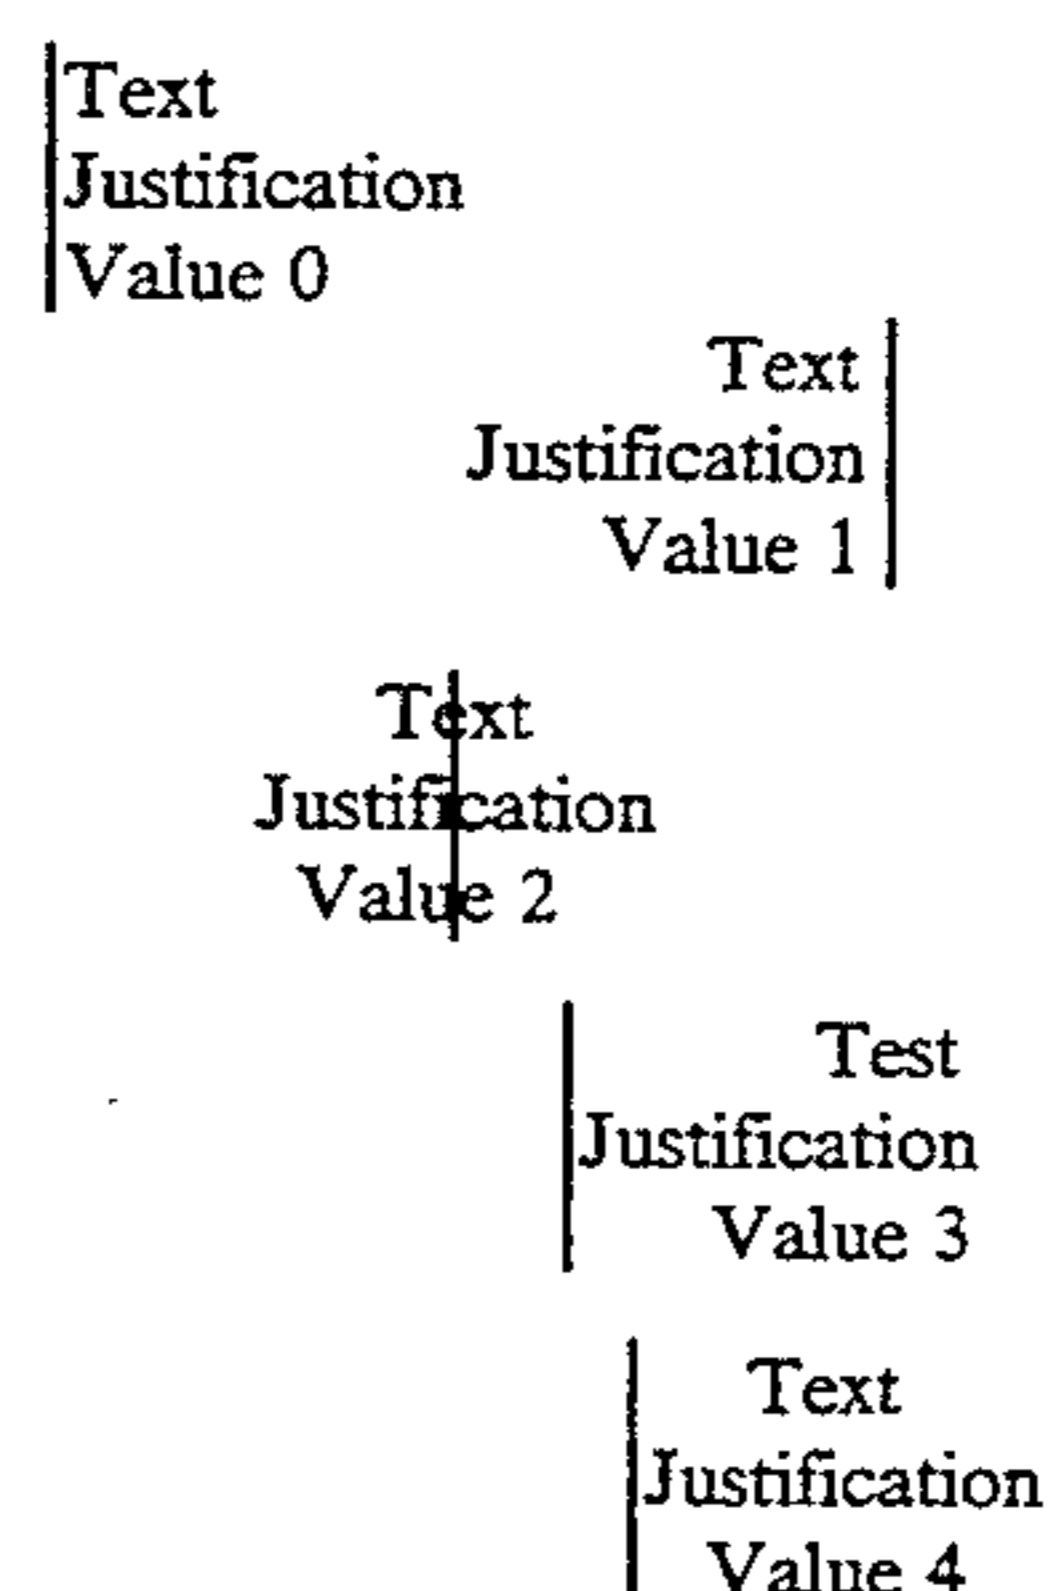 Text
Justification
Value 0
Text
Justification
Value 1
Text
Justification
Value 2
Test
Justification
Value 3
Text
Justification
Value 4